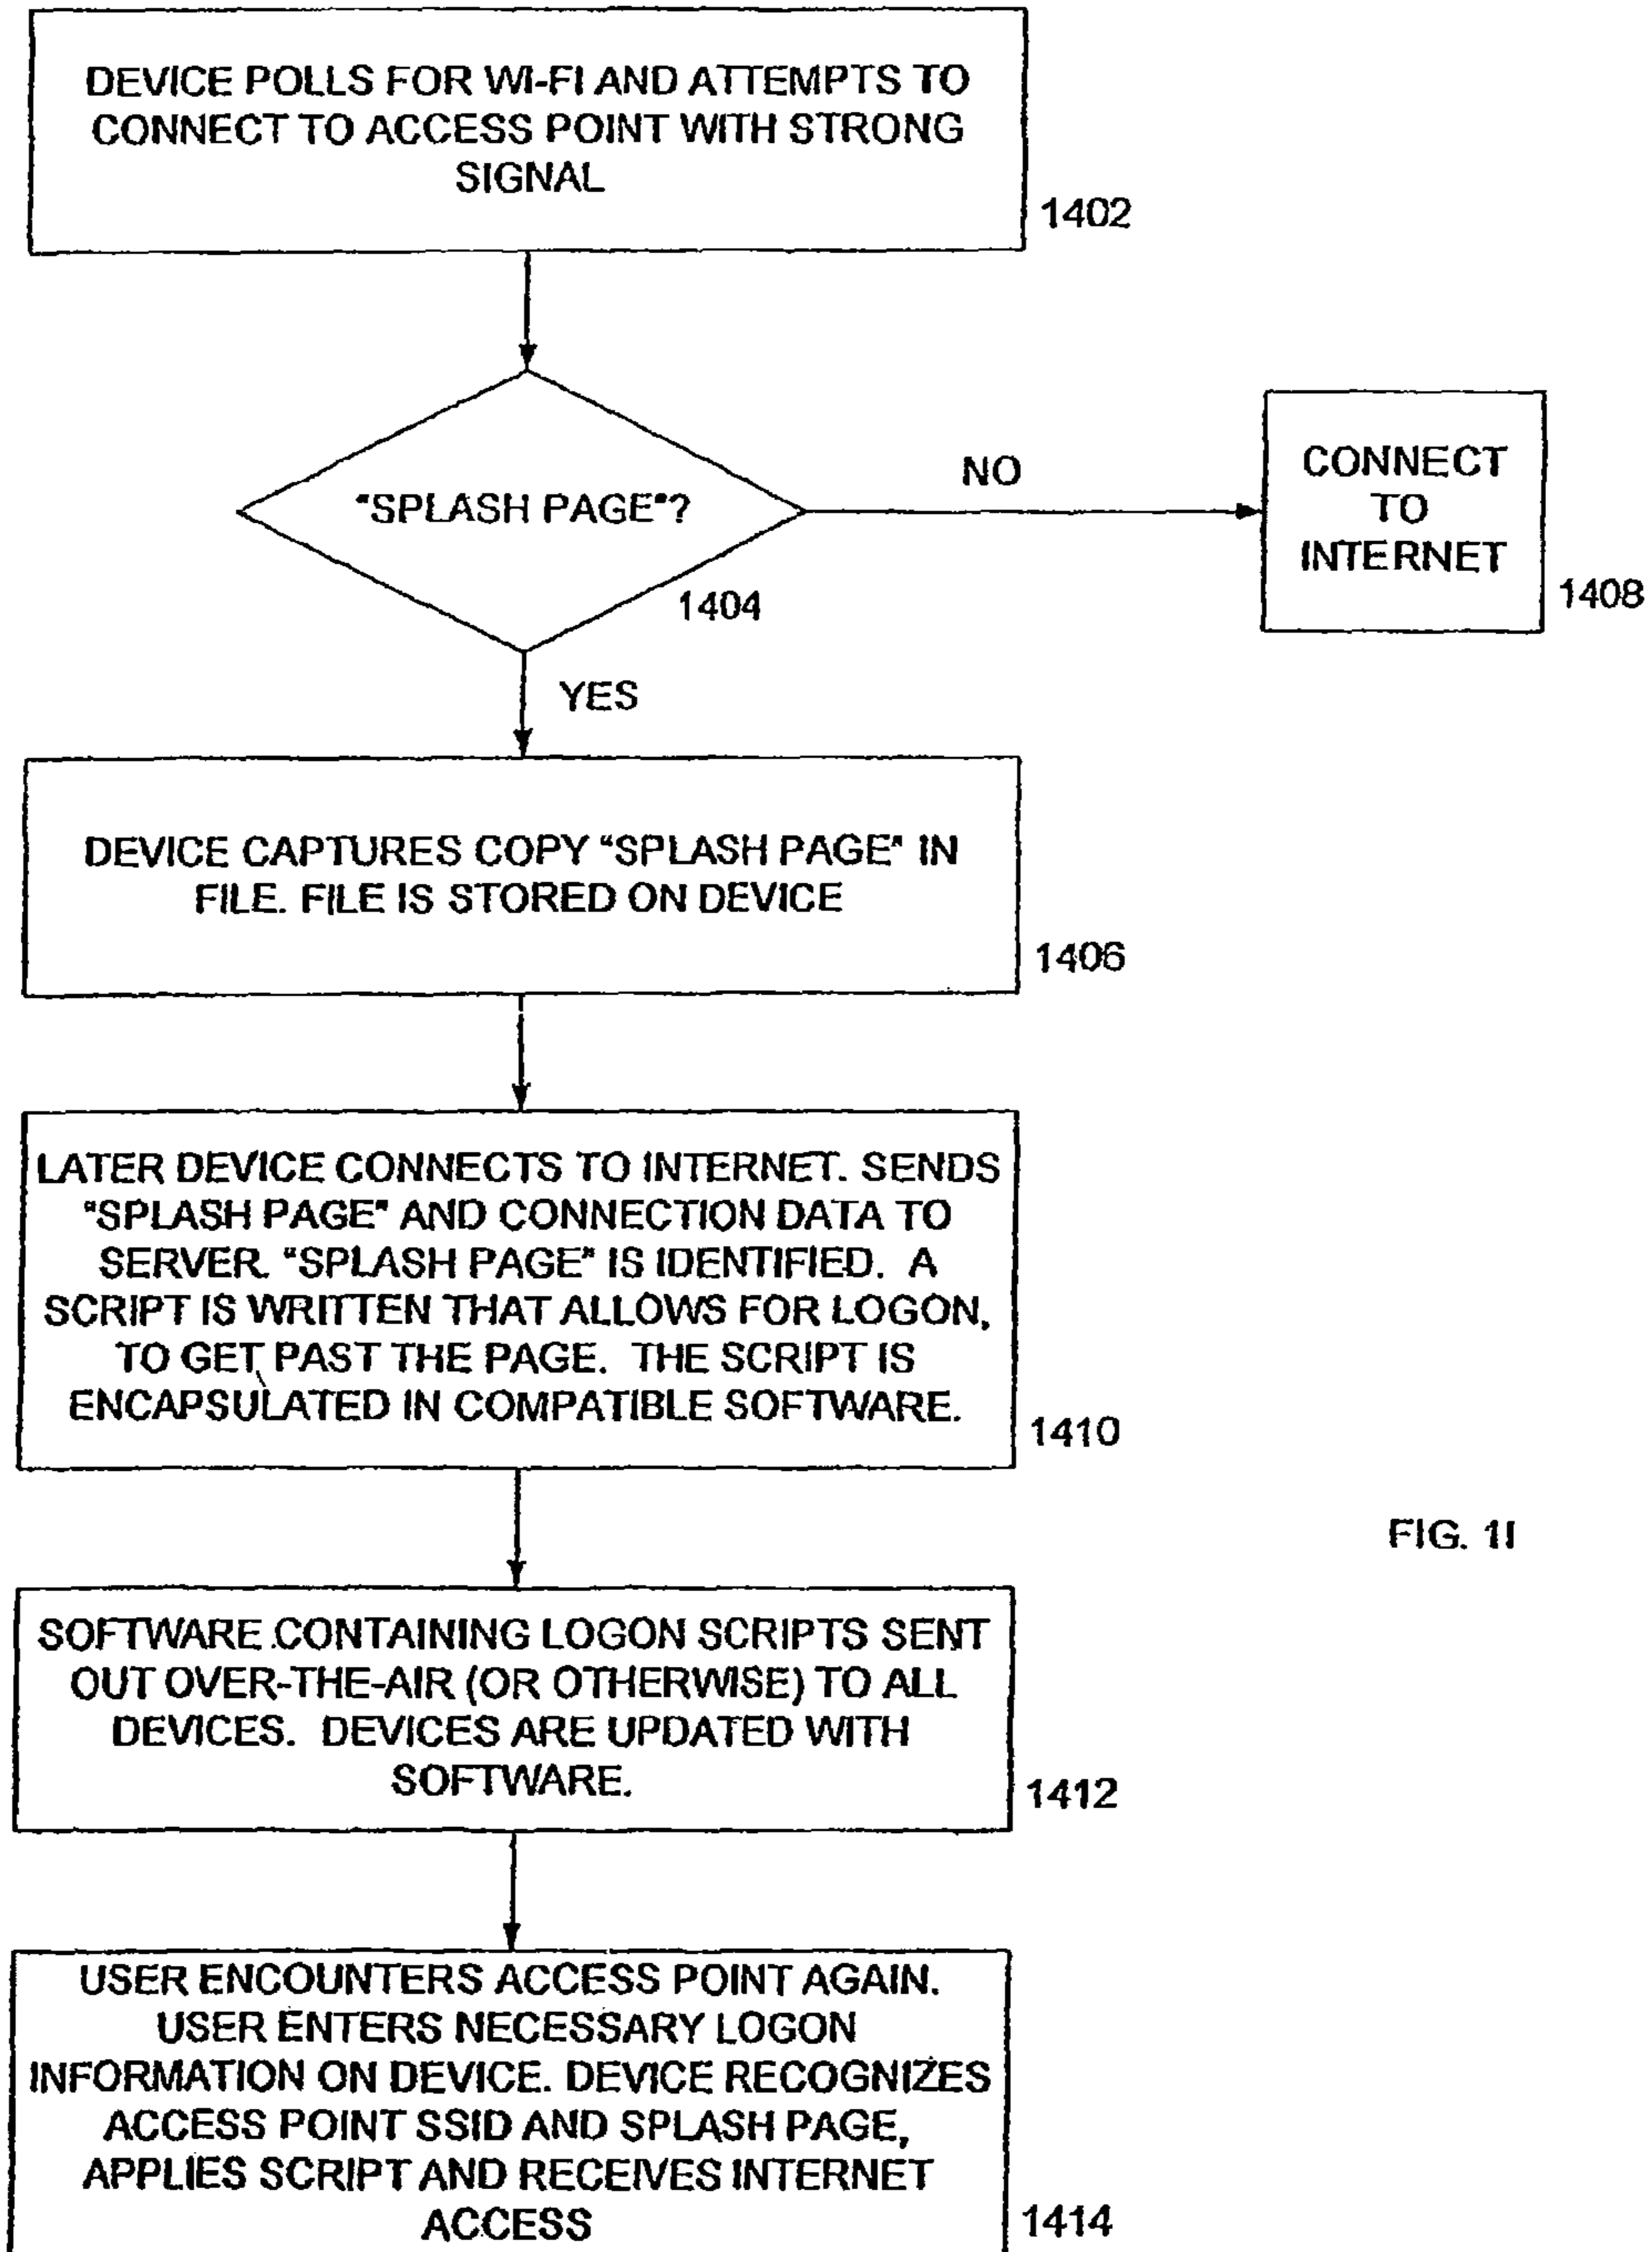 DEVICE POLLS FOR WI-FI AND ATTEMPTS TO
CONNECT TO ACCESS POINT WITH STRONG
SIGNAL
1402
"SPLASH PAGE"?
1404
NO
CONNECT
TO
INTERNET
1408
YES
DEVICE CAPTURES COPY "SPLASH PAGE" IN
FILE. FILE IS STORED ON DEVICE
1406
LATER DEVICE CONNECTS TO INTERNET. SENDS
"SPLASH PAGE" AND CONNECTION DATA TO
SERVER. "SPLASH PAGE" IS IDENTIFIED. A
SCRIPT IS WRITTEN THAT ALLOWS FOR LOGON,
TO GET PAST THE PAGE. THE SCRIPT IS
ENCAPSULATED IN COMPATIBLE SOFTWARE.
1410
FIG. 1I
SOFTWARE CONTAINING LOGON SCRIPTS SENT
OUT OVER-THE-AIR (OR OTHERWISE) TO ALL
DEVICES. DEVICES ARE UPDATED WITH
SOFTWARE.
1412
USER ENCOUNTERS ACCESS POINT AGAIN.
USER ENTERS NECESSARY LOGON
INFORMATION ON DEVICE. DEVICE RECOGNIZES
ACCESS POINT SSID AND SPLASH PAGE,
APPLIES SCRIPT AND RECEIVES INTERNET
ACCESS
1414